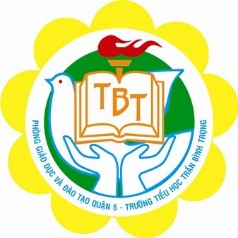 TBT
PHÒNG GIÁO DỤC VÀ ĐÀO TẠO QUẬN 5 - TRƯỜNG TIỂU HỌC TRẦN BÌNH TRỌNG